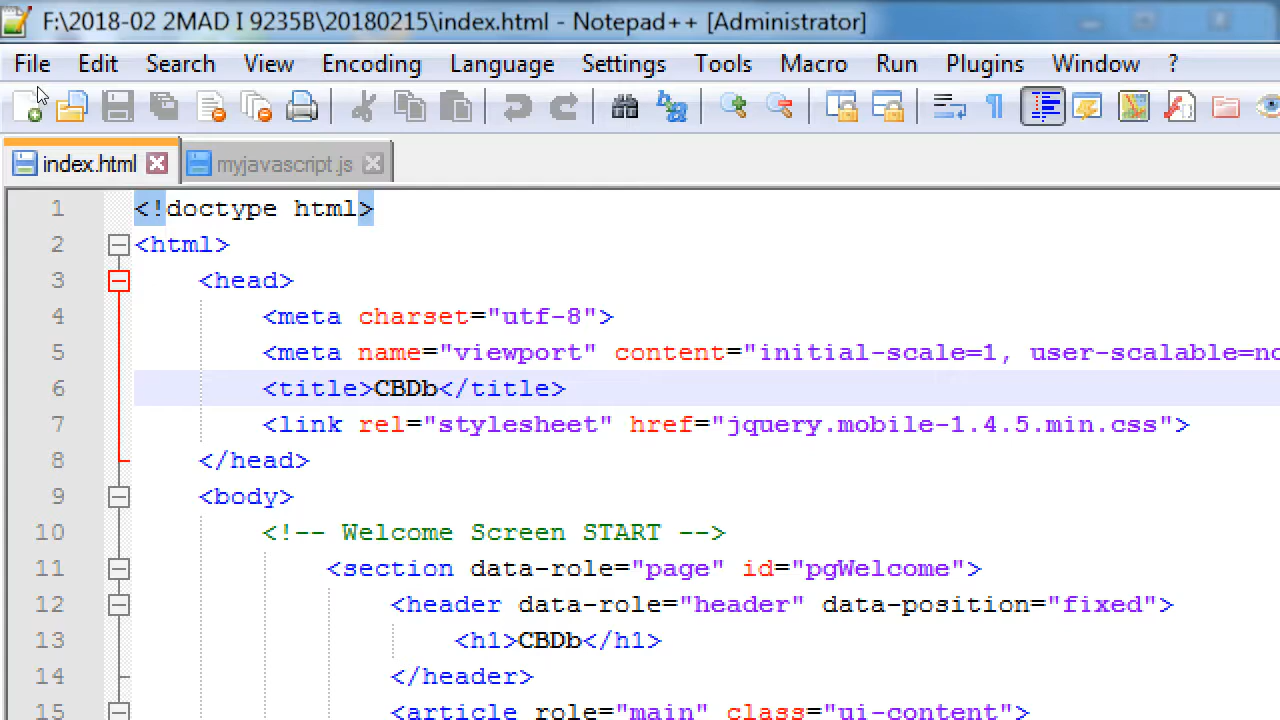 F:\2018-02 2MAD I 9235B\20180215\index.html - Notepad++ [Administrator]
File Edit Search View Encoding Language Settings Tools Macro Run Plugins Window ?
index.html myjavascript.js
1 <!doctype html>
2 <html>
3 <head>
4 <meta charset="utf-8">
5 <meta name="viewport" content="initial-scale=1, user-scalable=no
6 <title>CBDb</title>
7 <link rel="stylesheet" href="jquery.mobile-1.4.5.min.css">
8 </head>
9 <body>
10 <!-- Welcome Screen START -->
11 <section data-role="page" id="pgWelcome">
12 <header data-role="header" data-position="fixed">
13 <h1>CBDb</h1>
14 </header>
15 <article role="main" class="ui-content">